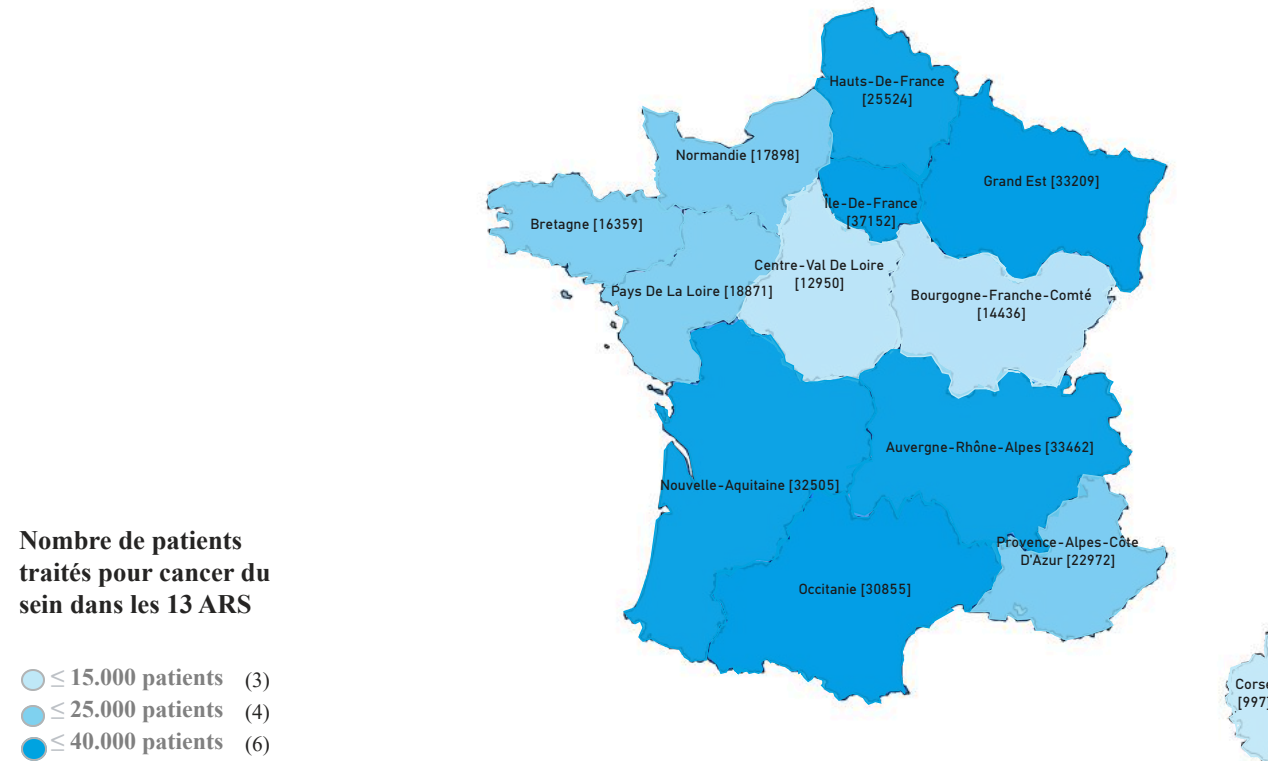 Hauts-De-France
[25524]
Normandie [17898]
Grand Est [33209]
Île-De-France
[37152]
Bretagne [16359]
Centre-Val De Loire
[12950]
Pays De La Loire [18871]
Bourgogne-Franche-Comté
[14436]
Auvergne-Rhône-Alpes [33462]
Nouvelle-Aquitaine [32505]
Provence-Alpes-Côte
D'Azur [22972]
Occitanie [30855]
Corse
[997]
Nombre de patients
traités pour cancer du
sein dans les 13 ARS
≤ 15.000 patients (3)
≤ 25.000 patients (4)
≤ 40.000 patients (6)